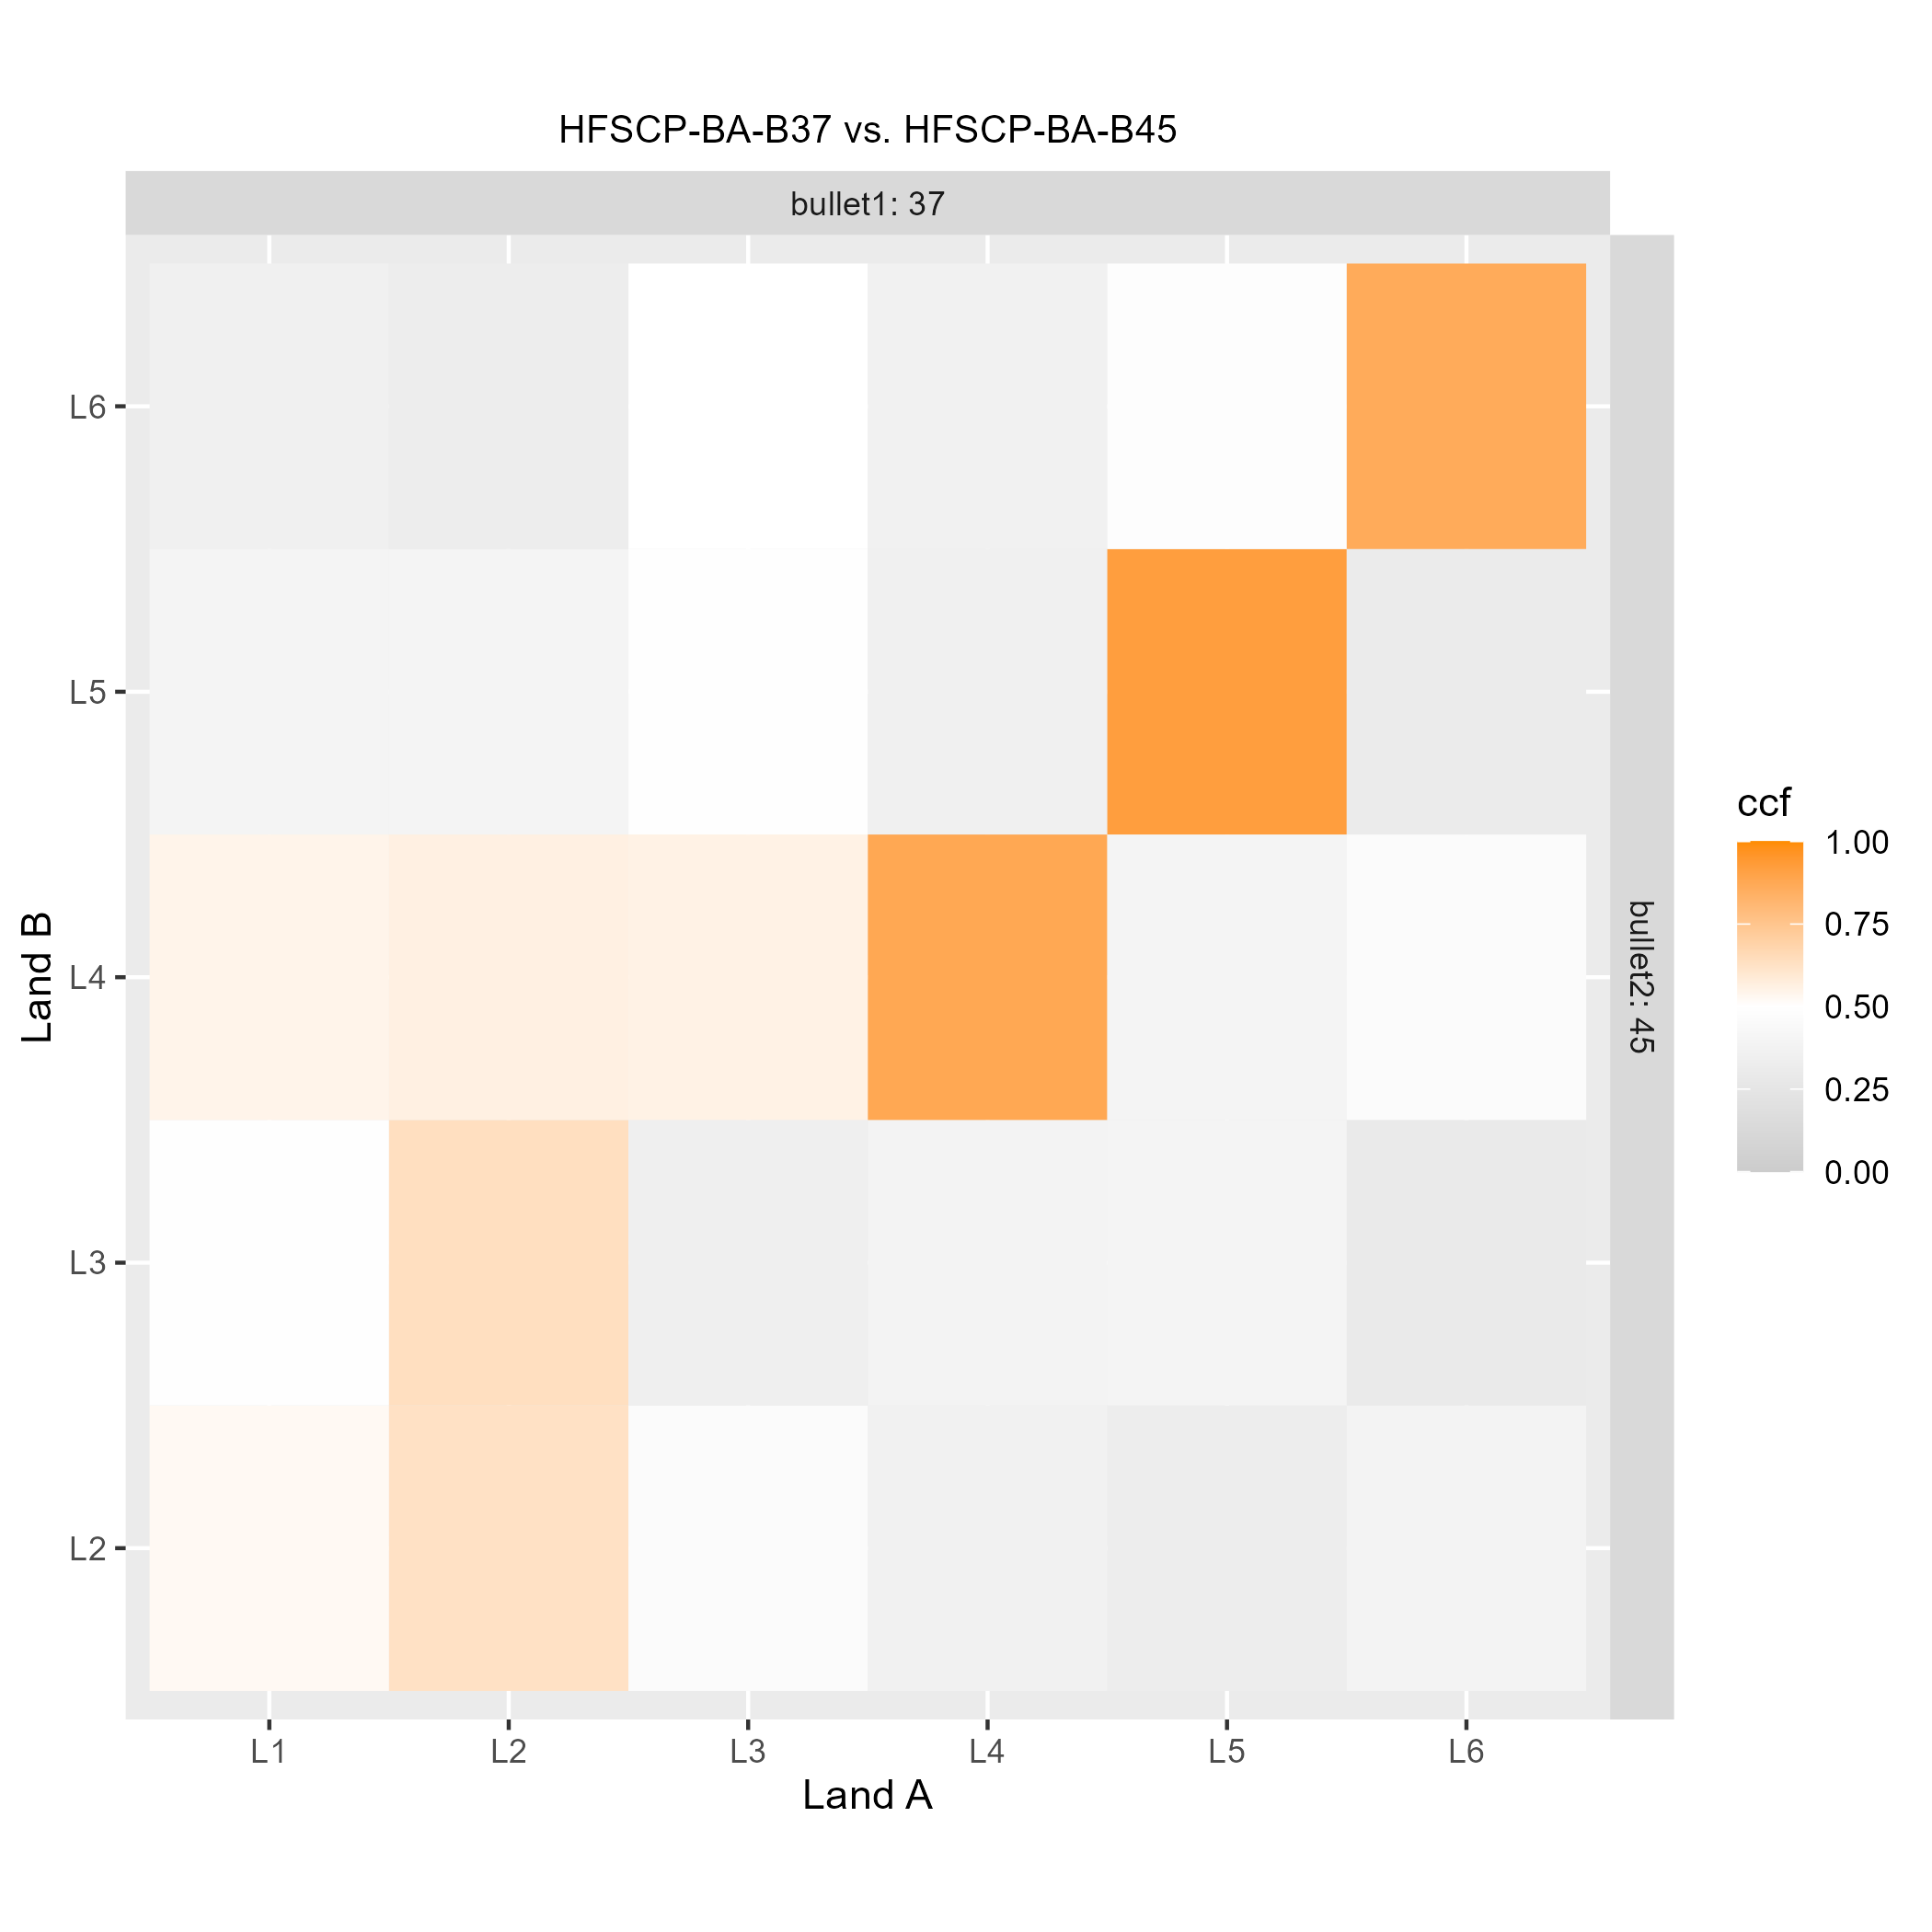 HFSCP-BA-B37 vs. HFSCP-BA-B45
bullet1: 37
L6
L5
L4
L3
L2
Land B
L1
L2
L3
L4
L5
L6
Land A
bullet2: 45
ccf
1.00
0.75
0.50
0.25
0.00